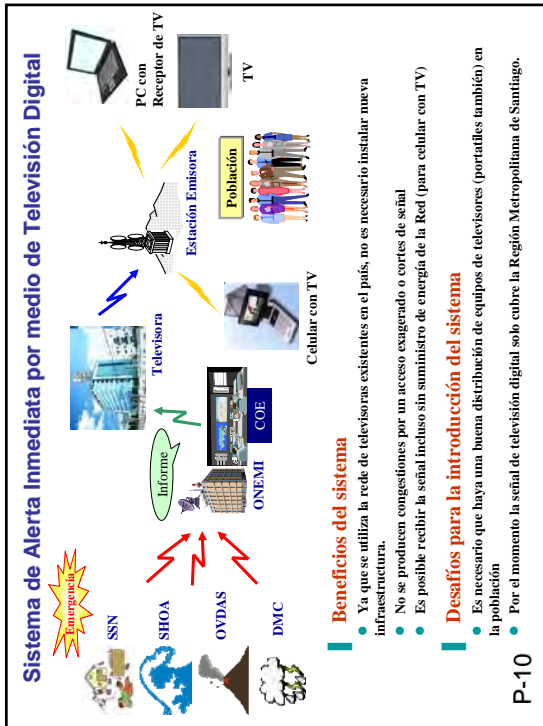 Sistema de Alerta Inmediata por medio de Televisión Digital
Emergencia
SSN
SHOA
OVDAS
DMC
Informe
ONEMI
COE
Televisora
Estación Emisora
Celular con TV
Población
PC con
Receptor de TV
TV
Beneficios del sistema
● Ya que se utiliza la rede de televisoras existentes en el país, no es necesario instalar nueva
infraestructura.
● No se producen congestiones por un acceso exagerado o cortes de señal
● Es posible recibir la señal incluso sin suministro de energía de la Red (para celular con TV)
Desafíos para la introducción del sistema
● Es necesario que haya una buena distribución de equipos de televisores (portatiles también) en
la población
● Por el momento la señal de televisión digital solo cubre la Región Metropolitana de Santiago.
P-10